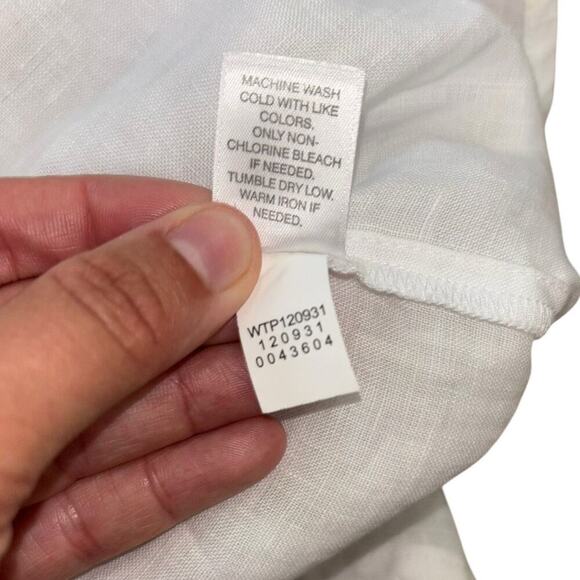 MACHINE WASH
COLD WITH LIKE
COLORS.
ONLY NON-
CHLORINE BLEACH
IF NEEDED.
TUMBLE DRY LOW.
WARM IRON IF
NEEDED.
WTP120931
120931
0043604